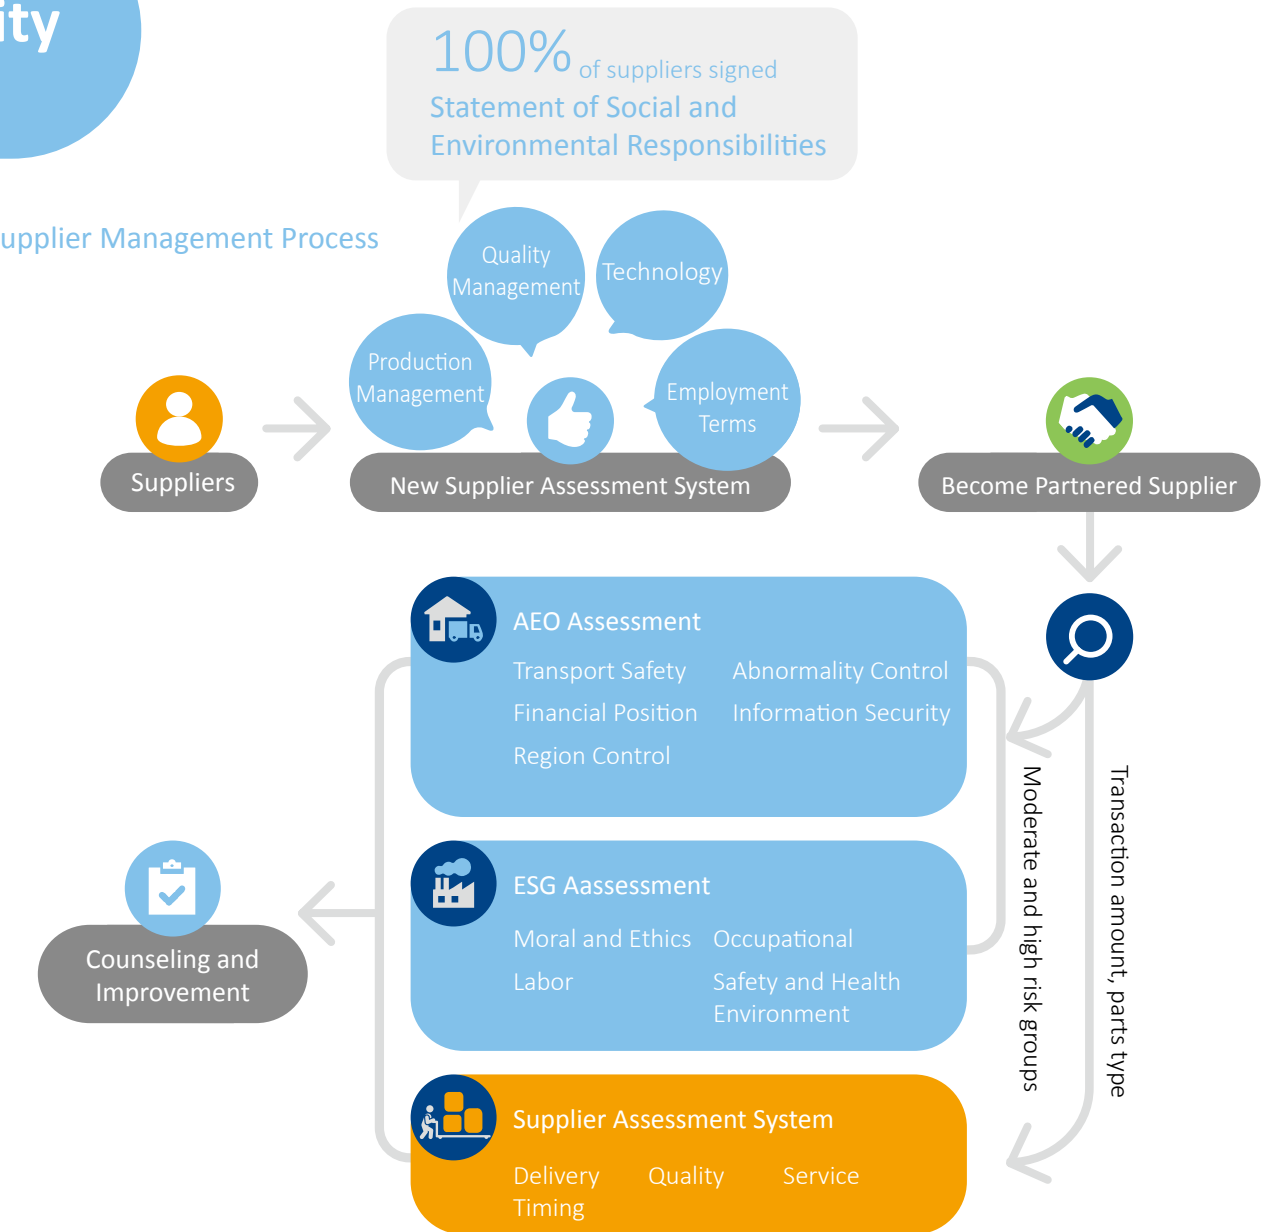 ity
100% of suppliers signed
Statement of Social and
Environmental Responsibilities
upplier Management Process
Quality
Management
Technology
Production
Management
Employment
Terms
Suppliers
New Supplier Assessment System
Become Partnered Supplier
AEO Assessment
Transport Safety
Abnormality Control
Financial Position
Information Security
Region Control
Moderate and high risk groups
Transaction amount, parts type
ESG Aassessment
Moral and Ethics
Occupational
Labor
Safety and Health
Environment
Counseling and
Improvement
Supplier Assessment System
Delivery
Timing
Quality
Service